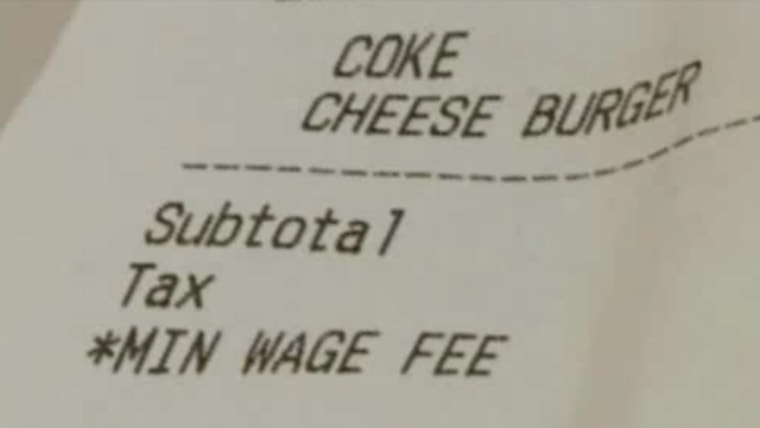 COKE
CHEESE BURGER
Subtotal
Tax
*MIN WAGE FEE